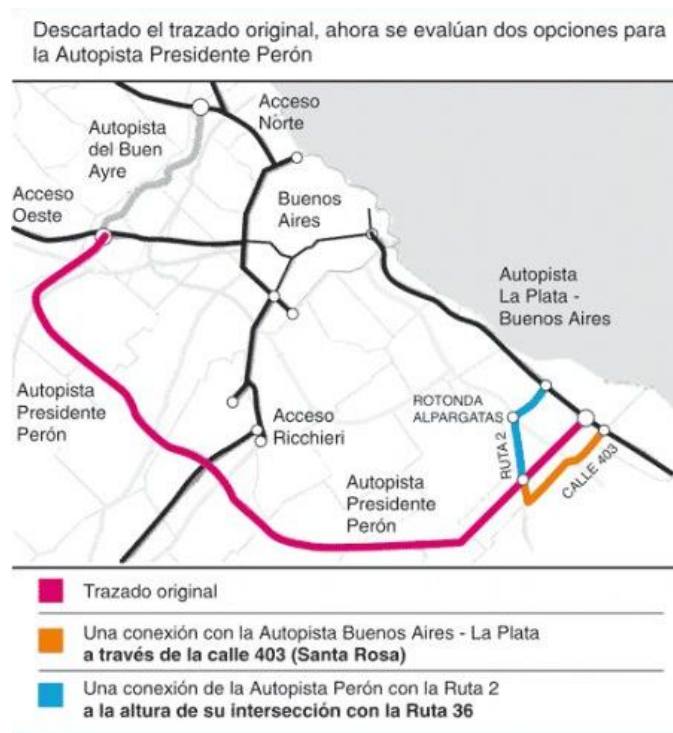 Descartado el trazado original, ahora se evalúan dos opciones para
la Autopista Presidente Perón
Acceso
Norte
Autopista
del Buen
Ayre
Acceso
Oeste
Buenos
Aires
Autopista
La Plata -
Buenos Aires
Autopista
Presidente
Perón
Acceso
Ricchieri
ROTONDA
ALPARGATAS
RUTA 2
CALLE 403
Autopista
Presidente
Perón
Trazado original
Una conexión con la Autopista Buenos Aires - La Plata
a través de la calle 403 (Santa Rosa)
Una conexión de la Autopista Perón con la Ruta 2
a la altura de su intersección con la Ruta 36